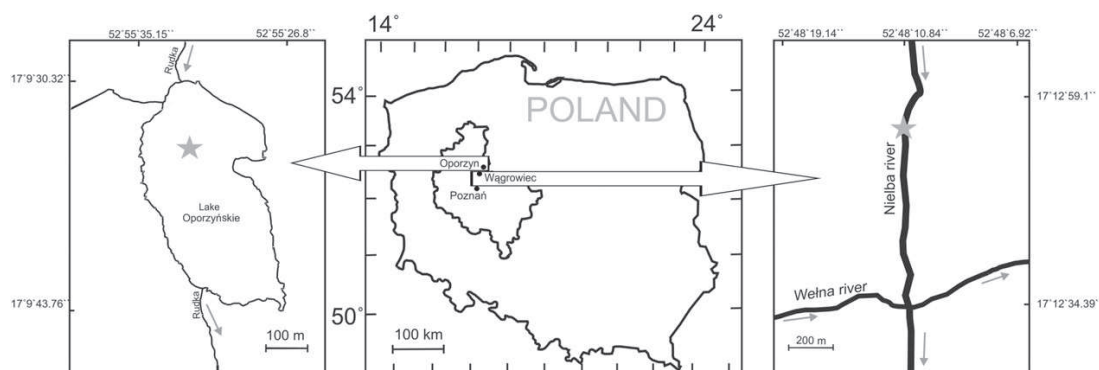 52˚55´35.15´´
52˚55´26.8´´
17˚9´30.32´´
17˚9´43.76´´
Rudka
Lake
Oporzyńskie
Rudka
100 m
14˚
24˚
54˚
50˚
POLAND
Oporzyn
Wągrowiec
Poznań
100 km
52˚48´19.14´´
52˚48´10.84´´
52˚48´6.92´´
17˚12´59.1´´
17˚12´34.39´´
Nielba river
Wełna river
200 m